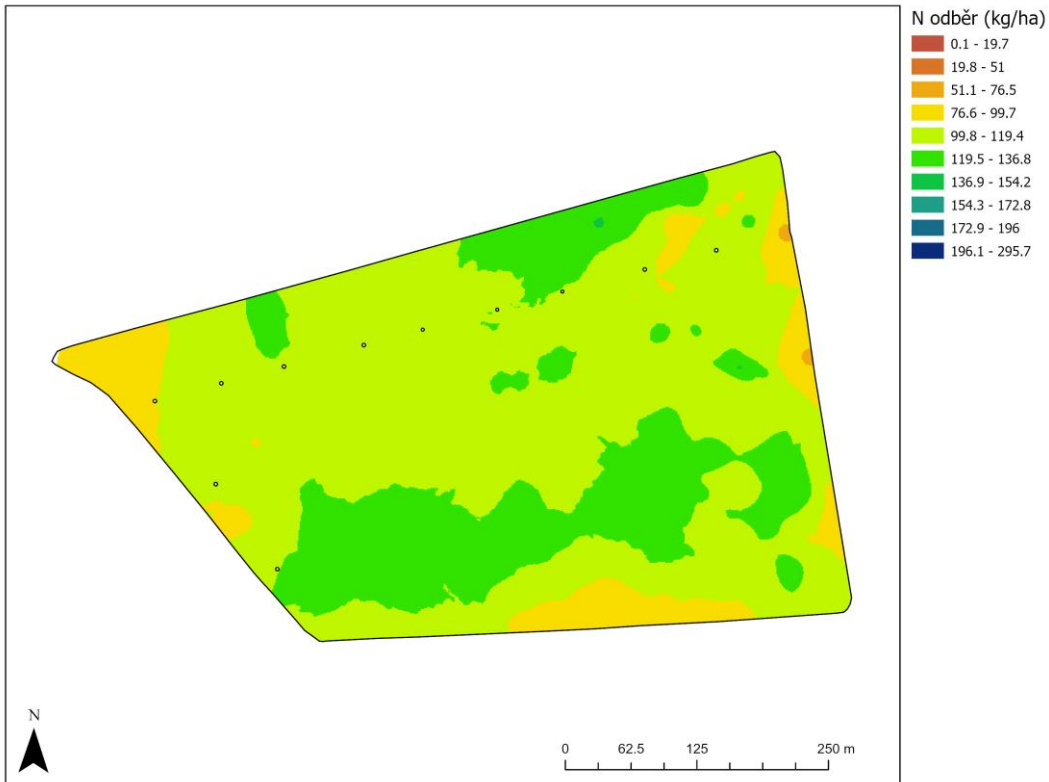 N odběr (kg/ha)
0.1 - 19.7
19.8 - 51
51.1 - 76.5
76.6 - 99.7
99.8 - 119.4
119.5 - 136.8
136.9 - 154.2
154.3 - 172.8
172.9 - 196
196.1 - 295.7
N
0 62.5 125 250 m